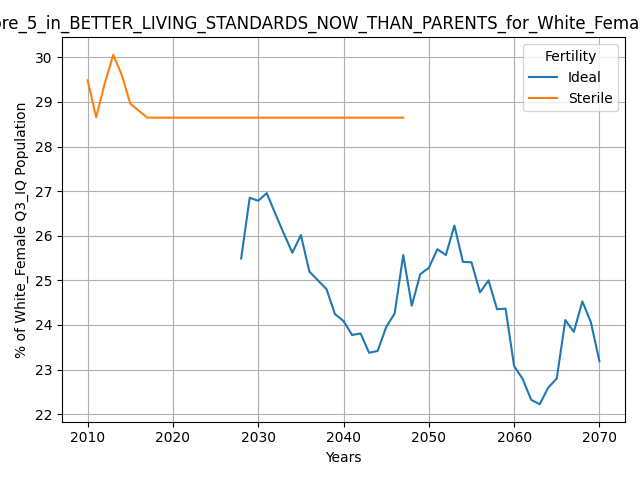 ore_5_in_BETTER_LIVING_STANDARDS_NOW_THAN_PARENTS_for_White_Fema
Fertility
Ideal
Sterile
% of White_Female Q3_IQ Population
30
29
28
27
26
25
24
23
22
2010 2020 2030 2040 2050 2060 2070
Years